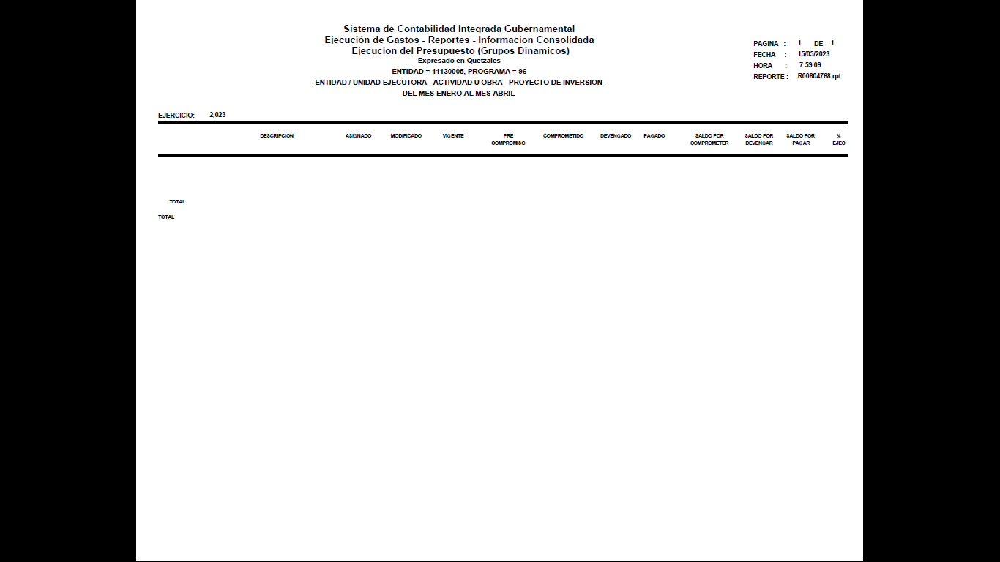 Sistema de Contabilidad Integrada Gubernamental
Ejecución de Gastos - Reportes - Informacion Consolidada
Ejecucion del Presupuesto (Grupos Dinamicos)
Expresado en Quetzales
ENTIDAD = 11130005, PROGRAMA = 96
- ENTIDAD / UNIDAD EJECUTORA - ACTIVIDAD U OBRA - PROYECTO DE INVERSION -
DEL MES ENERO AL MES ABRIL
PAGINA : 1 DE 1
FECHA : 15/05/2023
HORA : 7:59.09
REPORTE : R00804768.rpt
EJERCICIO: 2,023
DESCRIPCION ASIGNADO MODIFICADO VIGENTE PRE COMPROMETIDO DEVENGADO PAGADO SALDO POR SALDO POR SALDO POR %
COMPROMISO COMPROMETER DEVENGAR PAGAR EJEC
TOTAL
TOTAL